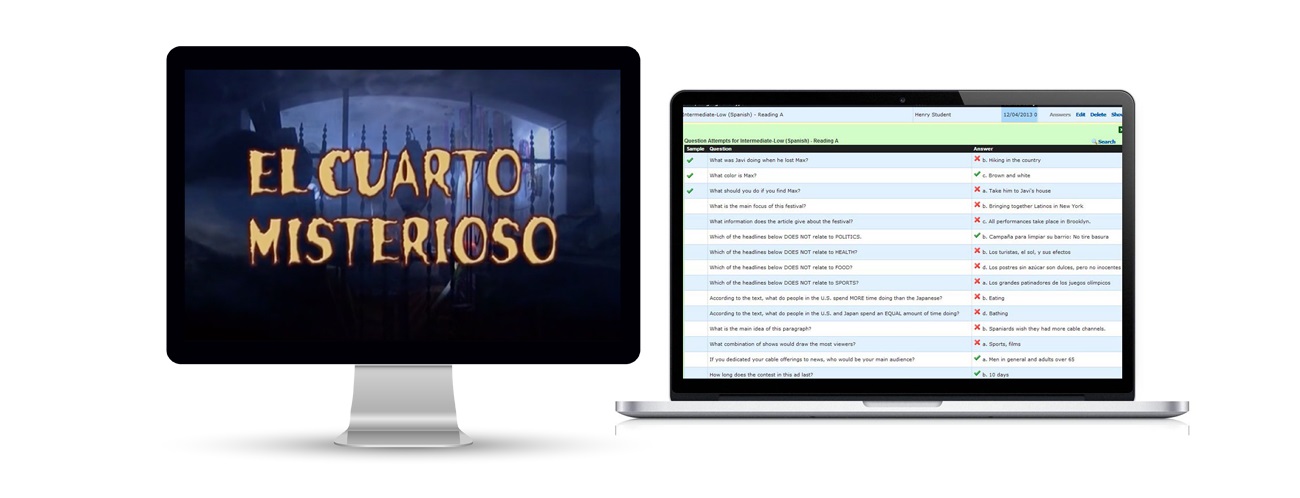 EL CUARTO
MISTERIOSO
Intermediate-Low (Spanish) - Reading A Henry Student 12/04/2013 0 Answers Edit Delete Sho
Question Attempts for Intermediate-Low (Spanish) - Reading A Search
Sample Question Answer
What was Javi doing when he lost Max? b. Hiking in the country
What color is Max? c. Brown and white
What should you do if you find Max? a. Take him to Javi's house
What is the main focus of this festival? b. Bringing together Latinos in New York
What information does the article give about the festival? c. All performances take place in Brooklyn.
Which of the headlines below DOES NOT relate to POLITICS. b. Campaña para limpiar su barrio: No tire basura
Which of the headlines below DOES NOT relate to HEALTH? b. Los turistas, el sol, y sus efectos
Which of the headlines below DOES NOT relate to FOOD? d. Los postres sin azúcar son dulces, pero no inocentes
Which of the headlines below DOES NOT relate to SPORTS? a. Los grandes patinadores de los juegos olímpicos
According to the text, what do people in the U.S. spend MORE time doing than the Japanese? b. Eating
According to the text, what do people in the U.S. and Japan spend an EQUAL amount of time doing? d. Bathing
What is the main idea of this paragraph? b. Spaniards wish they had more cable channels.
What combination of shows would draw the most viewers? a. Sports, films
If you dedicated your cable offerings to news, who would be your main audience? a. Men in general and adults over 65
How long does the contest in this ad last? b. 10 days